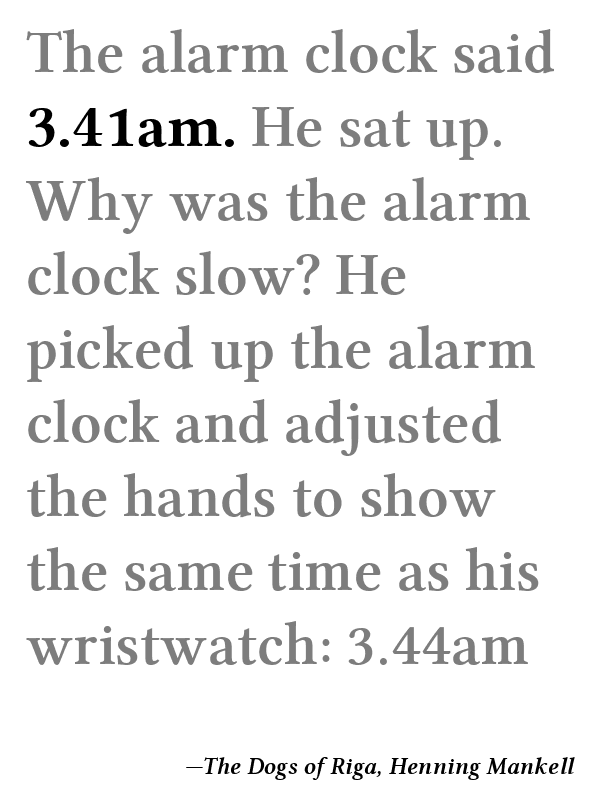 The alarm clock said
3.41am. He sat up.
Why was the alarm
clock slow? He
picked up the alarm
clock and adjusted
the hands to show
the same time as his
wristwatch: 3.44am
—The Dogs of Riga, Henning Mankell